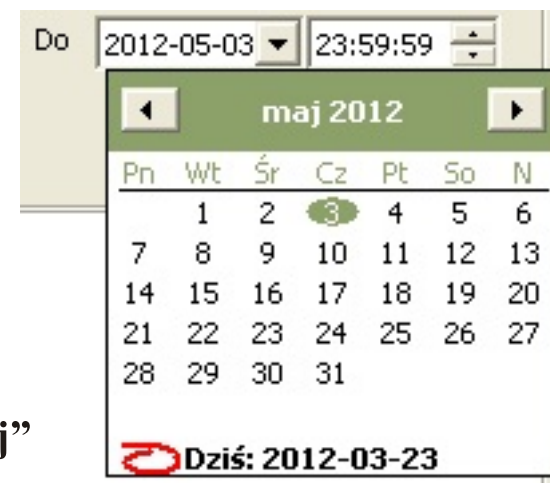 Do 2012-05-03 23:59:59
maj 2012
Pn Wt Śr Cz Pt So N
1 2 3 4 5 6
7 8 9 10 11 12 13
14 15 16 17 18 19 20
21 22 23 24 25 26 27
28 29 30 31
j”
Dziś: 2012-03-23